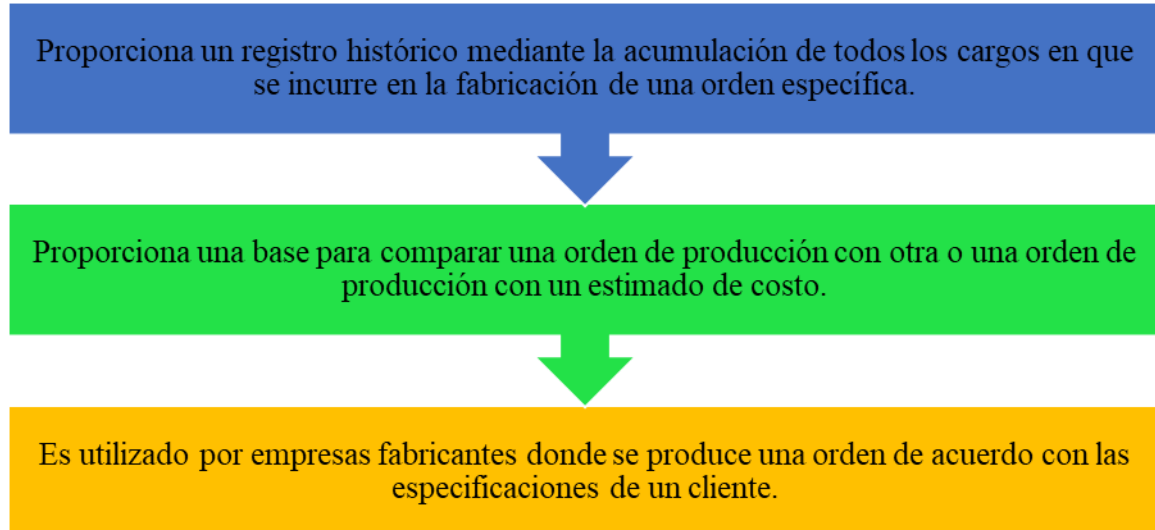 Proporciona un registro histórico mediante la acumulación de todos los cargos en que
se incurre en la fabricación de una orden específica.
Proporciona una base para comparar una orden de producción con otra o una orden de
producción con un estimado de costo.
Es utilizado por empresas fabricantes donde se produce una orden de acuerdo con las
especificaciones de un cliente.